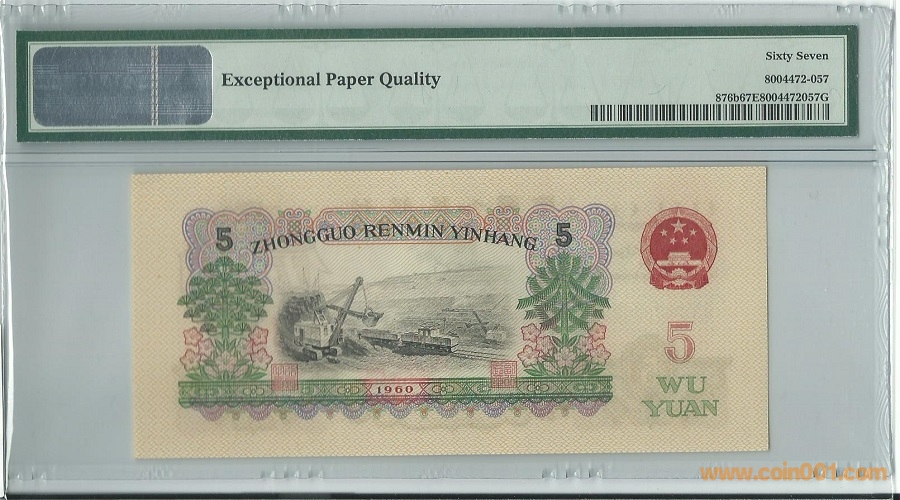 Exceptional Paper Quality
Sixty Seven
8004472-057
876b67E8004472057G
5 ZHONGGUO RENMIN YINHANG 5
1960
5
WU
YUAN
www.coin001.com